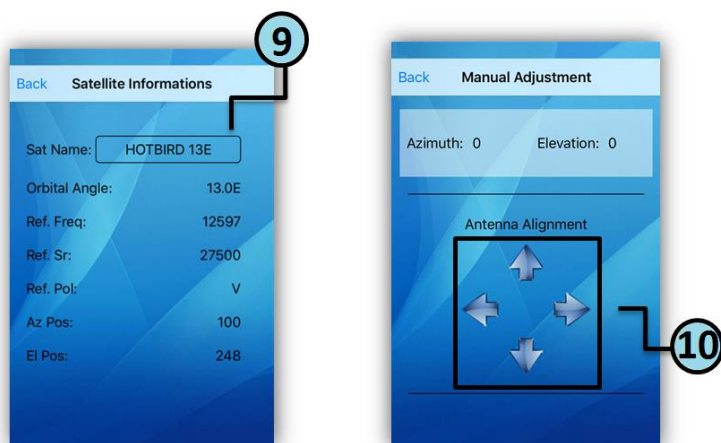 9
Back Satellite Informations
Sat Name: HOTBIRD 13E
Orbital Angle: 13.0E
Ref. Freq: 12597
Ref. Sr: 27500
Ref. Pol: V
Az Pos: 100
El Pos: 248
Back Manual Adjustment
Azimuth: 0 Elevation: 0
Antenna Alignment
10